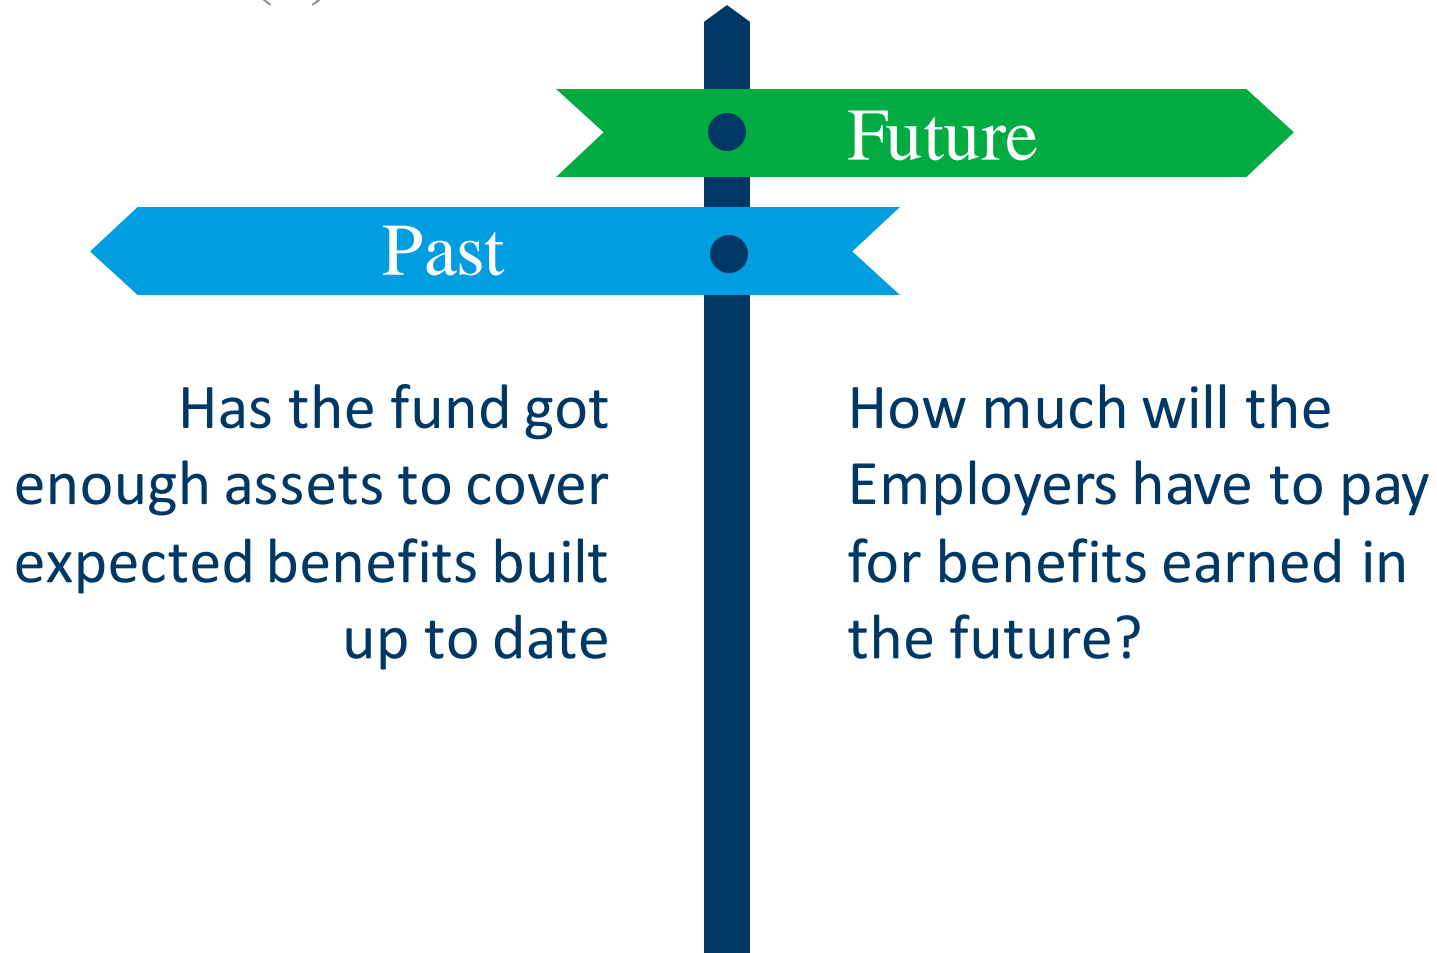 Future
Past
Has the fund got
enough assets to cover
expected benefits built
up to date
How much will the
Employers have to pay
for benefits earned in
the future?